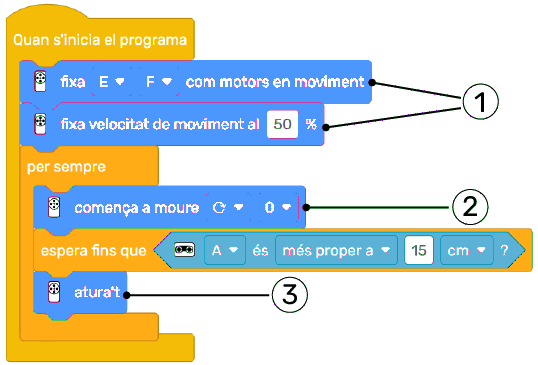 Quan s'inicia el programa
fixa E F com motors en moviment
1
fixa velocitat de moviment al 50 %
per sempre
comença a moure 0
2
espera fins que A és més proper a 15 cm ?
atura't
3